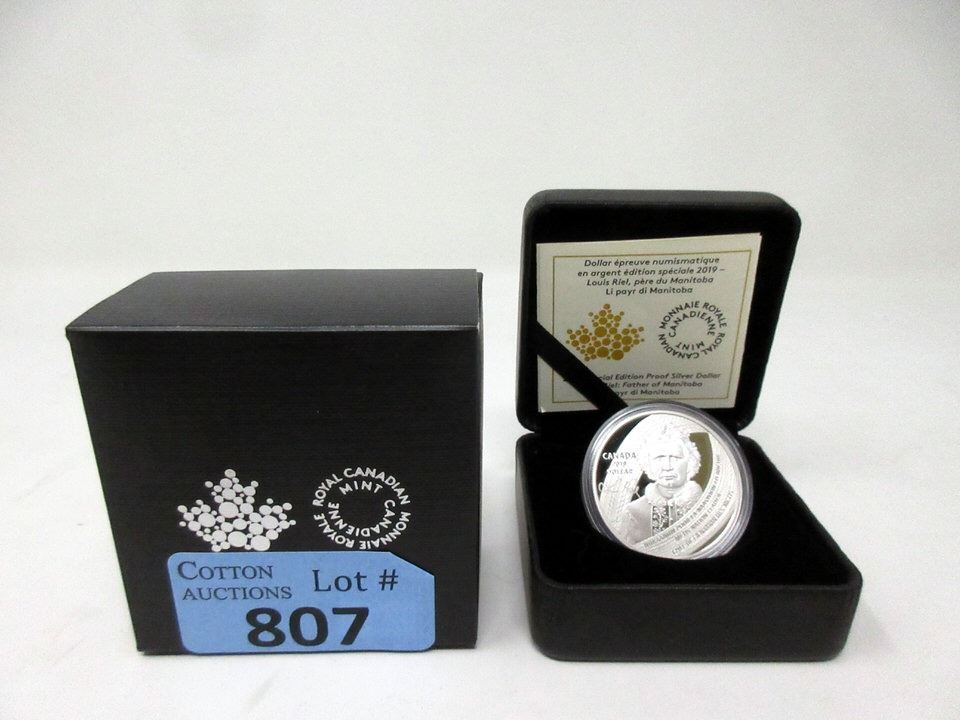 ROYAL CANADIAN MINT
MONNAIE ROYALE CANADIENNE
COTTON
AUCTIONS
Lot #
807
Dollar épreuve numismatique
en argent édition spéciale 2019 –
Louis Riel, père du Manitoba
Li payr di Manitoba
MONNAIE ROYALE CANADIENNE
ROYAL CANADIAN MINT
Edition Proof Silver Dollar
Riel: Father of Manitoba
payr di Manitoba
CANADA
2019
DOLLAR